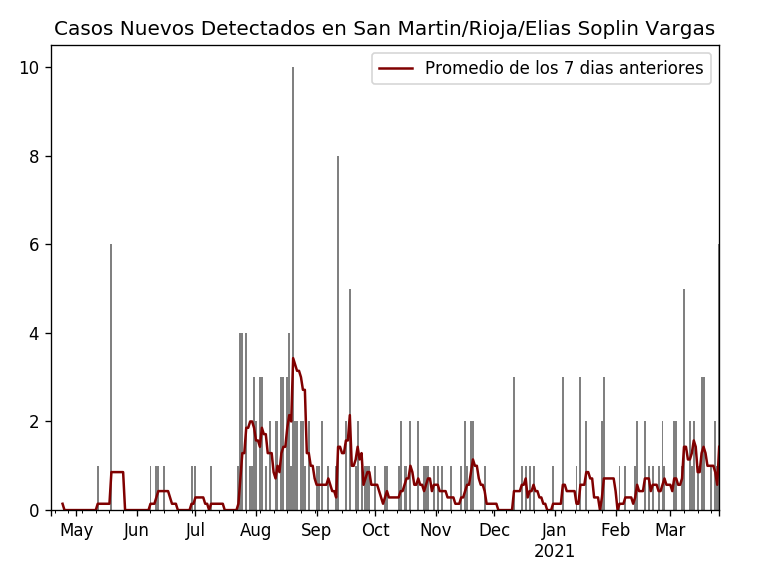 Casos Nuevos Detectados en San Martin/Rioja/Elias Soplin Vargas
Promedio de los 7 dias anteriores
10
8
6
4
2
0
May Jun Jul Aug Sep Oct Nov Dec Jan Feb Mar
2021